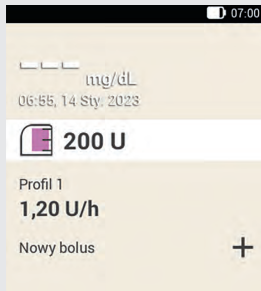 07:00
--- mg/dL
06:55, 14 Sty. 2023
200 U
Profil 1
1,20 U/h
Nowy bolus
+